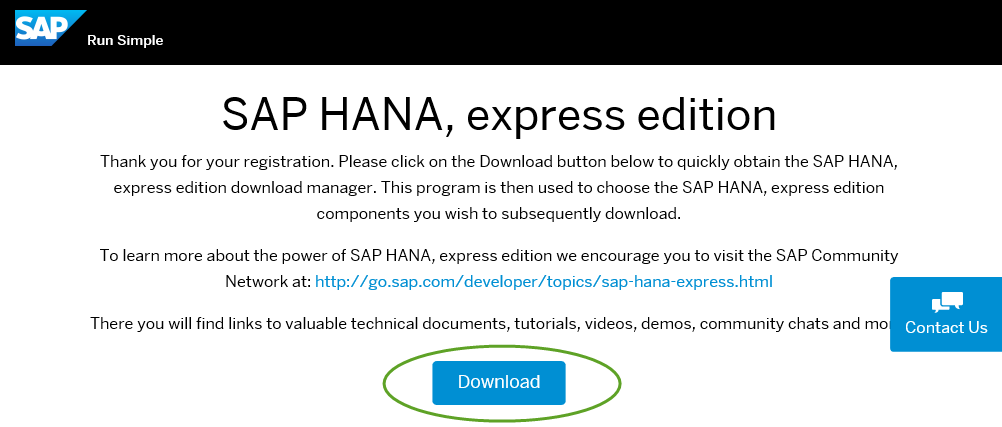 SAP
Run Simple
SAP HANA, express edition
Thank you for your registration. Please click on the Download button below to quickly obtain the SAP HANA,
express edition download manager. This program is then used to choose the SAP HANA, express edition
components you wish to subsequently download.
To learn more about the power of SAP HANA, express edition we encourage you to visit the SAP Community
Network at: http://go.sap.com/developer/topics/sap-hana-express.html
There you will find links to valuable technical documents, tutorials, videos, demos, community chats and
Contact Us
Download